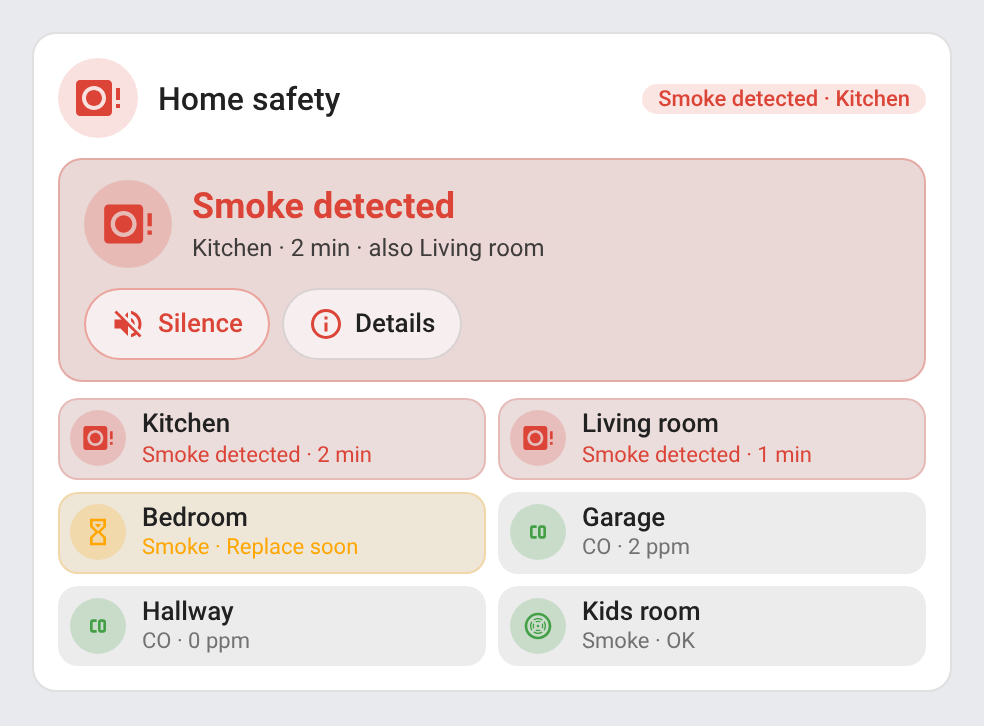 Home safety
Smoke detected · Kitchen
Smoke detected
Kitchen · 2 min · also Living room
Silence
Details
Kitchen
Smoke detected · 2 min
Living room
Smoke detected · 1 min
Bedroom
Smoke · Replace soon
CO
Garage
CO · 2 ppm
CO
Hallway
CO · 0 ppm
Kids room
Smoke · OK